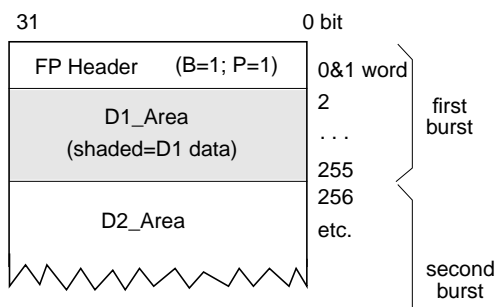 31 0 bit
FP Header (B=1; P=1) 0&1 word
D1_Area
(shaded=D1 data)
2
. . .
255
first
burst
256
D2_Area
etc.
second
burst